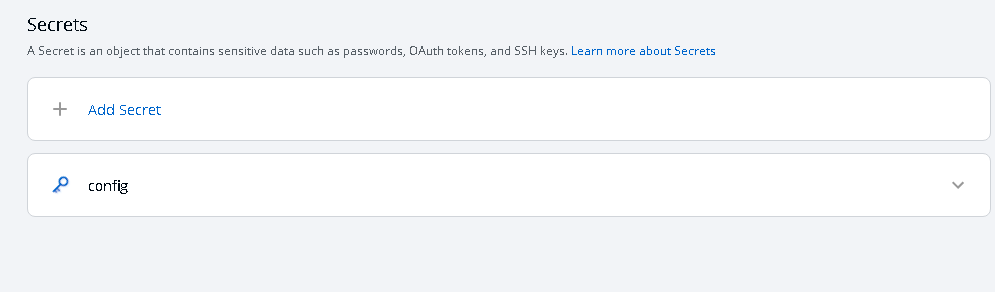 Secrets
A Secret is an object that contains sensitive data such as passwords, OAuth tokens, and SSH keys. Learn more about Secrets
Add Secret
config